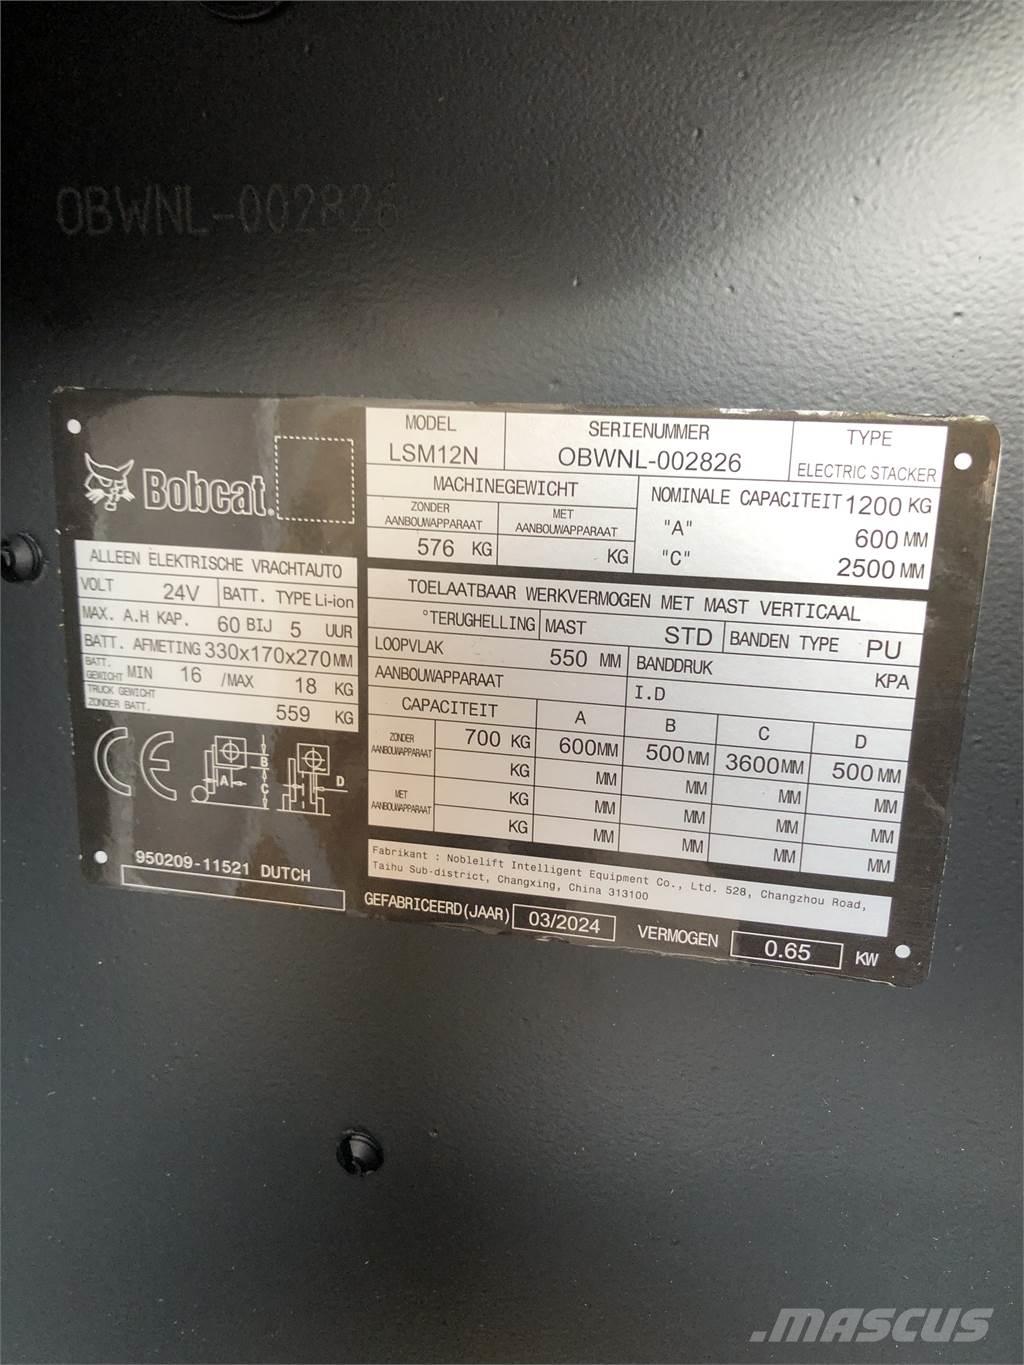 OBWNL-002826
Bobcat.
MODEL
LSM12N
SERIENUMMER
OBWNL-002826
TYPE
ELECTRIC STACKER
MACHINEGEWICHT
ZONDER AANBOUWAPPARAAT
MET AANBOUWAPPARAAT
576 KG
KG
NOMINALE CAPACITEIT 1200 KG
"A" 600 MM
"C" 2500 MM
ALLEEN ELEKTRISCHE VRACHTAUTO
VOLT 24V BATT. TYPE Li-ion
MAX. A.H KAP. 60 BIJ 5 UUR
BATT. AFMETING 330x170x270 MM
BATT. GEWICHT MIN 16 /MAX 18 KG
TRUCK GEWICHT ZONDER BATT. 559 KG
TOELAATBAAR WERKVERMOGEN MET MAST VERTICAAL
°TERUGHELLING MAST STD BANDEN TYPE PU
LOOPVLAK 550 MM BANDDRUK KPA
AANBOUWAPPARAAT I.D
CAPACITEIT A B C D
ZONDER AANBOUWAPPARAAT 700 KG 600MM 500 MM 3600MM 500 MM
KG MM MM MM MM
MET AANBOUWAPPARAAT KG MM MM MM MM
KG MM MM MM MM
CE
A
B
C
D
950209-11521 DUTCH
Fabrikant : Noblelift Intelligent Equipment Co., Ltd. 528, Changzhou Road,
Taihu Sub-district, Changxing, China 313100
GEFABRICEERD(JAAR) 03/2024 VERMOGEN 0.65 KW
.MASCUS